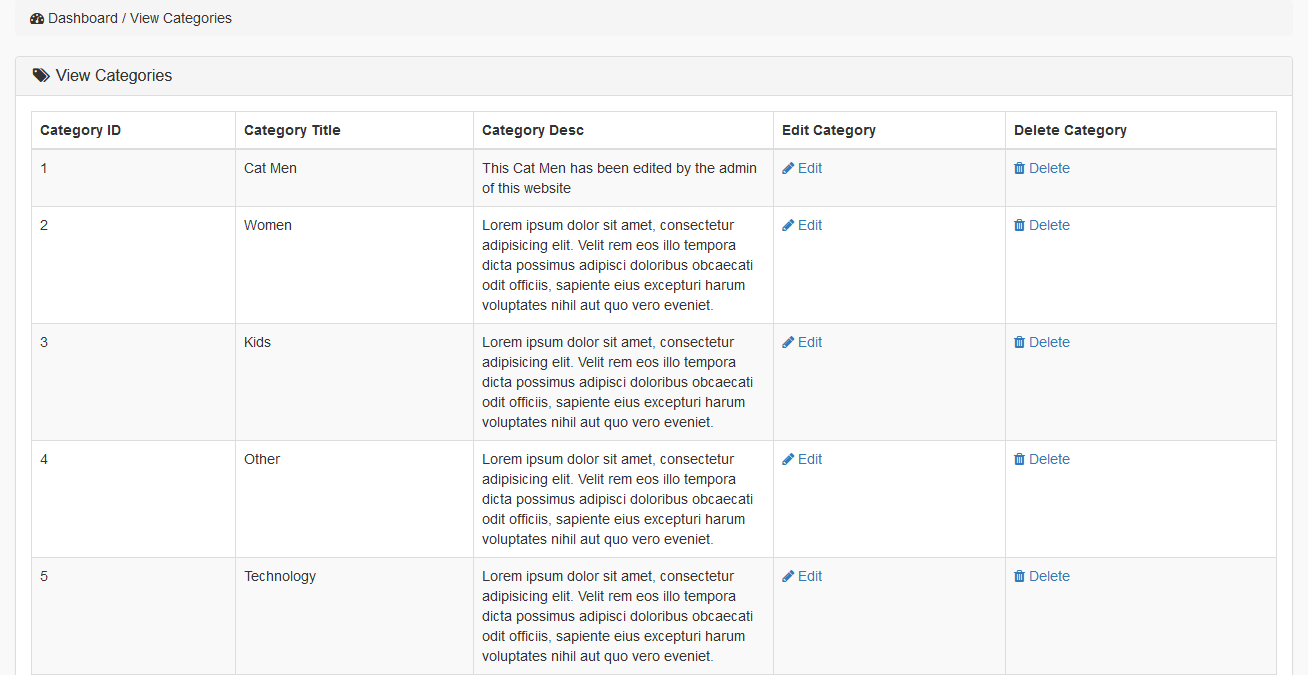 Dashboard / View Categories
View Categories
Category ID Category Title Category Desc Edit Category Delete Category
1 Cat Men This Cat Men has been edited by the admin Edit Delete
of this website
2 Women Lorem ipsum dolor sit amet, consectetur Edit Delete
adipisicing elit. Velit rem eos illo tempora
dicta possimus adipisci doloribus obcaecati
odit officiis, sapiente eius excepturi harum
voluptates nihil aut quo vero eveniet.
3 Kids Lorem ipsum dolor sit amet, consectetur Edit Delete
adipisicing elit. Velit rem eos illo tempora
dicta possimus adipisci doloribus obcaecati
odit officiis, sapiente eius excepturi harum
voluptates nihil aut quo vero eveniet.
4 Other Lorem ipsum dolor sit amet, consectetur Edit Delete
adipisicing elit. Velit rem eos illo tempora
dicta possimus adipisci doloribus obcaecati
odit officiis, sapiente eius excepturi harum
voluptates nihil aut quo vero eveniet.
5 Technology Lorem ipsum dolor sit amet, consectetur Edit Delete
adipisicing elit. Velit rem eos illo tempora
dicta possimus adipisci doloribus obcaecati
odit officiis, sapiente eius excepturi harum
voluptates nihil aut quo vero eveniet.